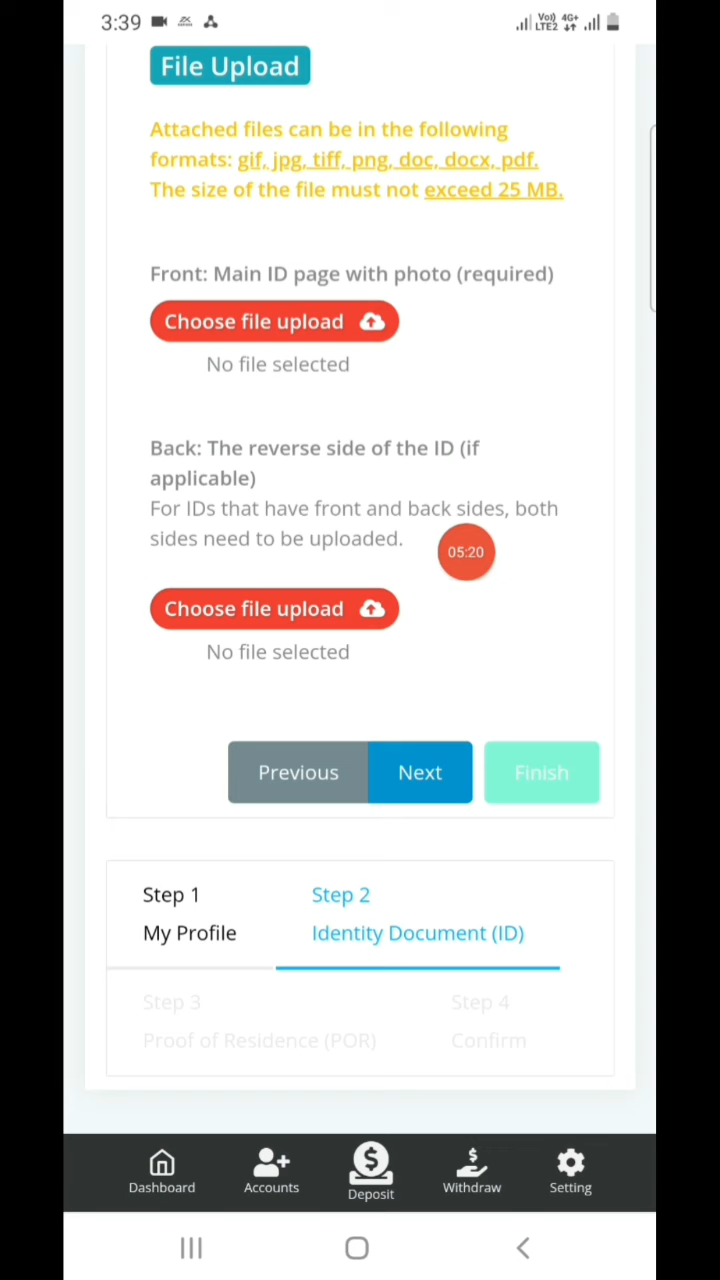 3:39
Vo) 4G+
LTE2
File Upload
Attached files can be in the following
formats: gif, jpg, tiff, png, doc, docx, pdf.
The size of the file must not exceed 25 MB.
Front: Main ID page with photo (required)
Choose file upload
No file selected
Back: The reverse side of the ID (if
applicable)
For IDs that have front and back sides, both
sides need to be uploaded.
05:20
Choose file upload
No file selected
Previous Next Finish
Step 1 Step 2
My Profile Identity Document (ID)
Step 3 Step 4
Proof of Residence (POR) Confirm
Dashboard Accounts Deposit Withdraw Setting